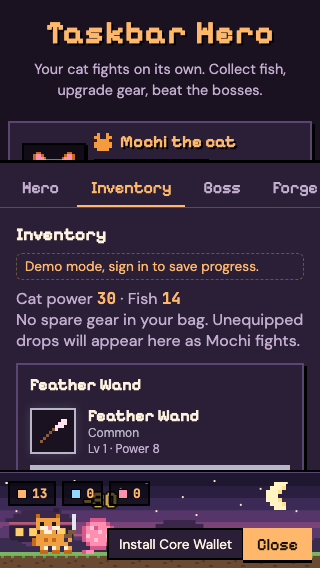 Taskbar Hero
Your cat fights on its own. Collect fish,
upgrade gear, beat the bosses.
Mochi the cat
Hero Inventory Boss Forge
Inventory
Demo mode, sign in to save progress.
Cat power 30 · Fish 14
No spare gear in your bag. Unequipped
drops will appear here as Mochi fights.
Feather Wand
Feather Wand
Common
Lv 1 · Power 8
13 0 0
Install Core Wallet Close